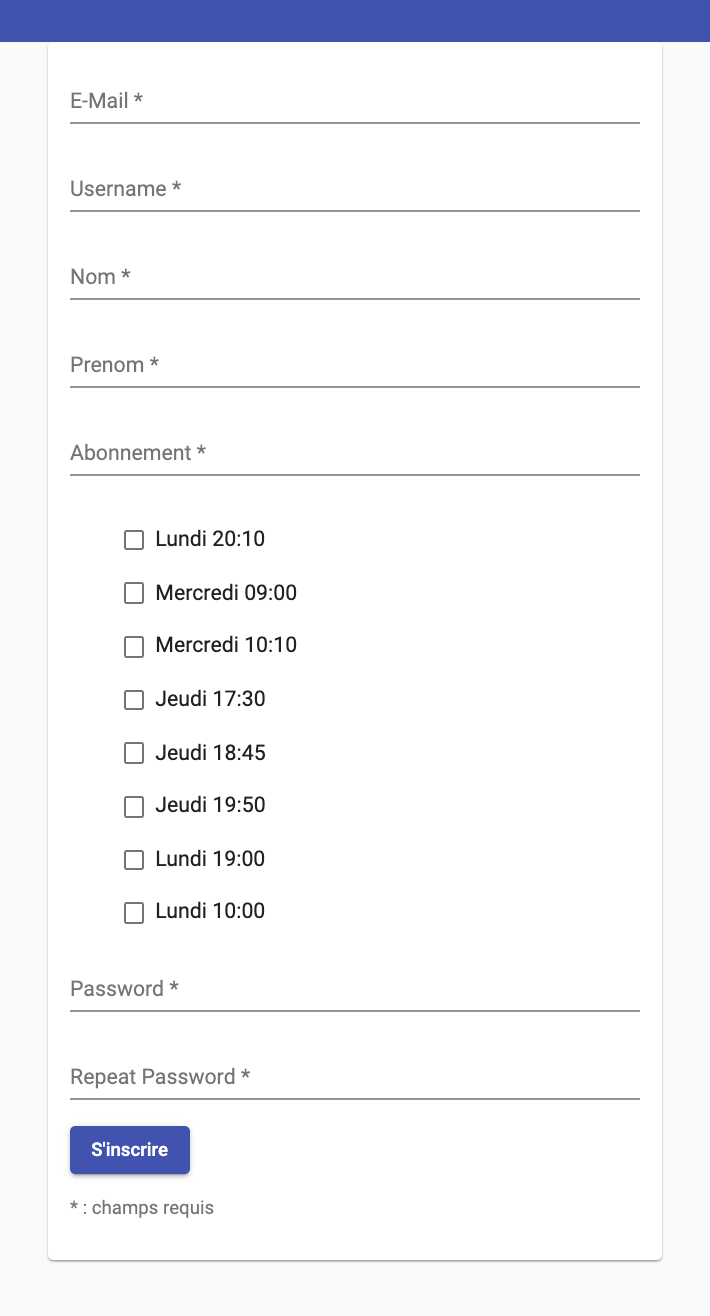 E-Mail *
Username *
Nom *
Prenom *
Abonnement *
Lundi 20:10
Mercredi 09:00
Mercredi 10:10
Jeudi 17:30
Jeudi 18:45
Jeudi 19:50
Lundi 19:00
Lundi 10:00
Password *
Repeat Password *
S'inscrire
* : champs requis